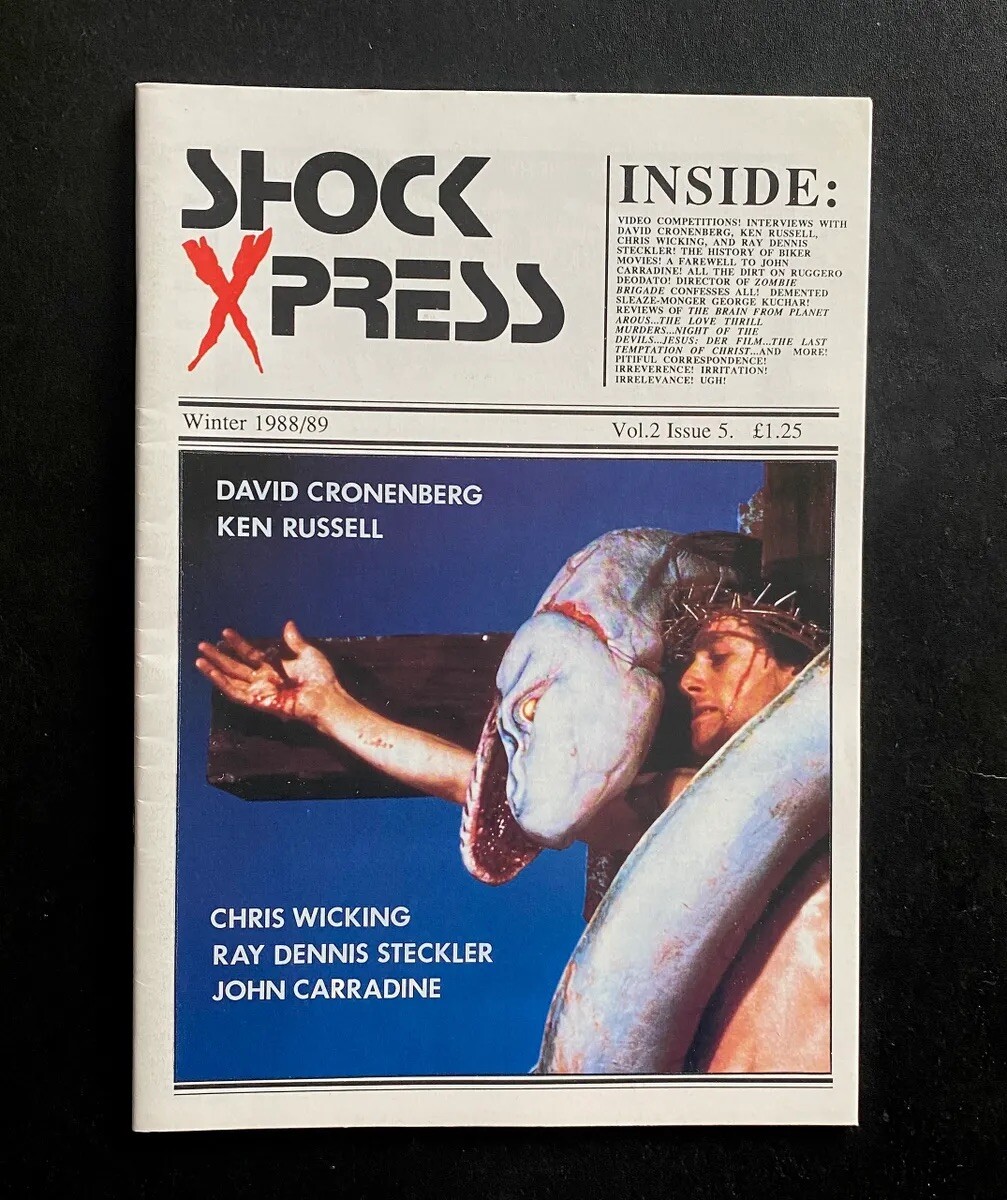 SHOCK
XPRESS
INSIDE:
VIDEO COMPETITIONS! INTERVIEWS WITH
DAVID CRONENBERG, KEN RUSSELL,
CHRIS WICKING, AND RAY DENNIS
STECKLER! THE HISTORY OF BIKER
MOVIES! A FAREWELL TO JOHN
CARRADINE! ALL THE DIRT ON RUGGERO
DEODATO! DIRECTOR OF ZOMBIE
BRIGADE CONFESSES ALL! DEMENTED
SLEAZE-MONGER GEORGE KUCHAR!
REVIEWS OF THE BRAIN FROM PLANET
AROUS...THE LOVE THRILL
MURDERS...NIGHT OF THE
DEVILS...JESUS: DER FILM...THE LAST
TEMPTATION OF CHRIST...AND MORE!
PITIFUL CORRESPONDENCE!
IRREVERENCE! IRRITATION!
IRRELEVANCE! UGH!
Winter 1988/89
Vol.2 Issue 5. £1.25
DAVID CRONENBERG
KEN RUSSELL
CHRIS WICKING
RAY DENNIS STECKLER
JOHN CARRADINE